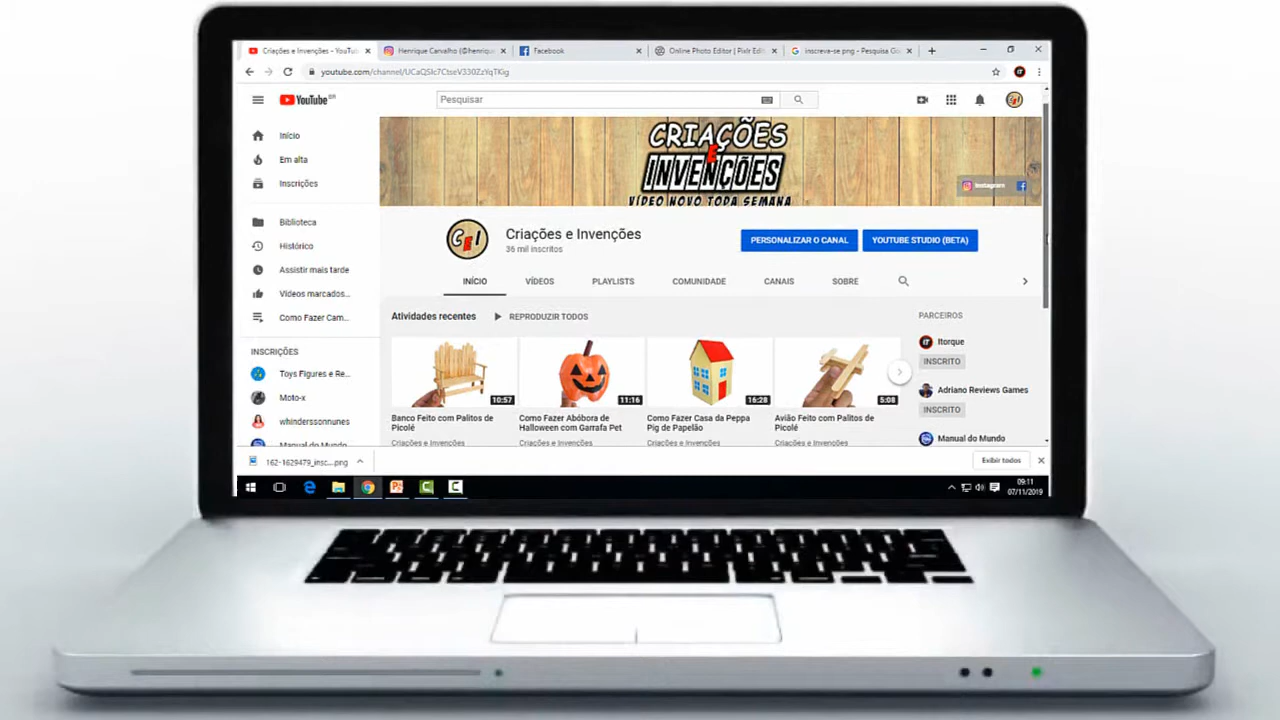 Criações e Invenções - YouTu
Henrique Carvalho (@henriqu
Facebook
Online Photo Editor | Pixlr Edit
inscreva-se png - Pesquisa Go
youtube.com/channel/
YouTube BR
Pesquisar
Início
Em alta
Inscrições
Biblioteca
Histórico
Assistir mais tarde
Vídeos marcados...
Como Fazer Cam...
INSCRIÇÕES
Toys Figures e Re...
Moto-x
whinderssonnunes
Manual do Mundo
CRIAÇÕES
E
INVENÇÕES
VÍDEO NOVO TODA SEMANA
Instagram
CEI
Criações e Invenções
36 mil inscritos
PERSONALIZAR O CANAL
YOUTUBE STUDIO (BETA)
INÍCIO
VÍDEOS
PLAYLISTS
COMUNIDADE
CANAIS
SOBRE
Atividades recentes
REPRODUZIR TODOS
10:57
Banco Feito com Palitos de
Picolé
Criações e Invenções
11:16
Como Fazer Abóbora de
Halloween com Garrafa Pet
Criações e Invenções
16:28
Como Fazer Casa da Peppa
Pig de Papelão
Criações e Invenções
5:08
Avião Feito com Palitos de
Picolé
Criações e Invenções
PARCEIROS
Itorque
INSCRITO
Adriano Reviews Games
INSCRITO
Manual do Mundo
162-1629479_insc....png
Exibir todos
09:11
07/11/2019